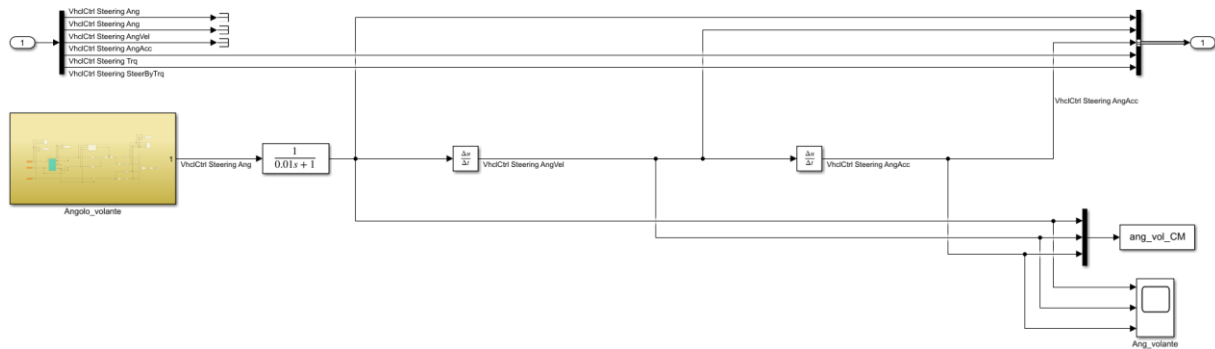 VhclCtrl Steering Ang
VhclCtrl Steering Ang
VhclCtrl Steering AngVel
VhclCtrl Steering AngAcc
VhclCtrl Steering Trq
VhclCtrl Steering SteerByTrq
1
1
VhclCtrl Steering AngAcc
1
VhclCtrl Steering Ang
1
0.01s + 1
Δu
Δt
VhclCtrl Steering AngVel
Δu
Δt
VhclCtrl Steering AngAcc
Angolo_volante
ang_vol_CM
Ang_volante